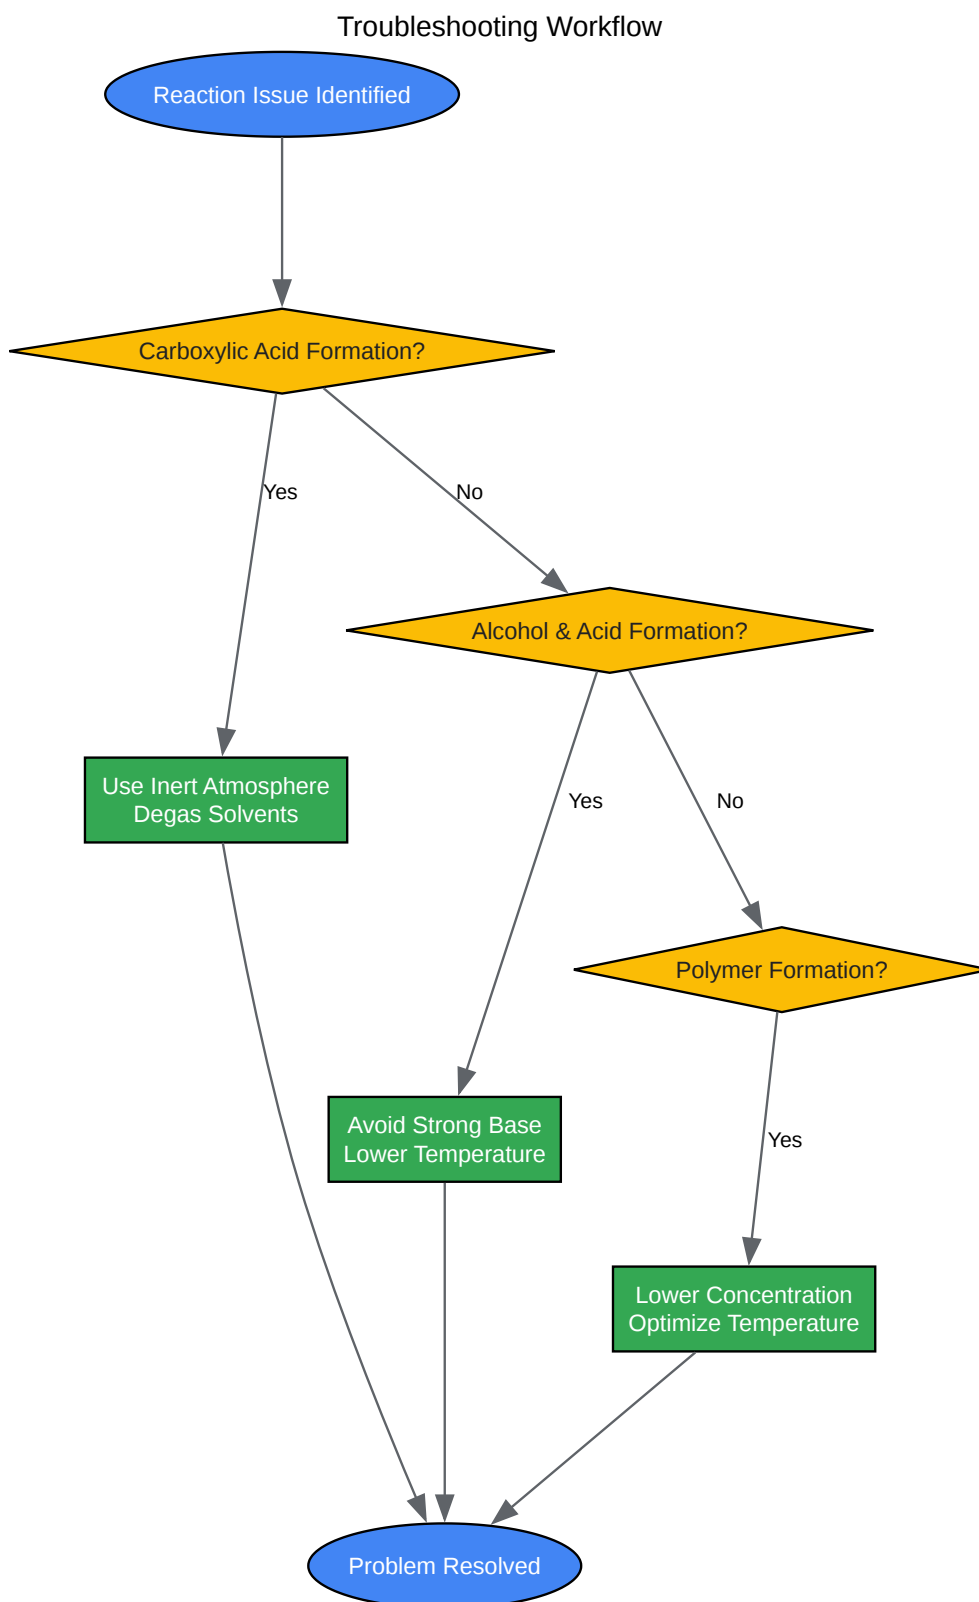 Troubleshooting Workflow
Reaction Issue Identified
Carboxylic Acid Formation?
Yes
No
Alcohol & Acid Formation?
Use Inert Atmosphere
Degas Solvents
Yes
No
Polymer Formation?
Avoid Strong Base
Lower Temperature
Yes
Lower Concentration
Optimize Temperature
Problem Resolved